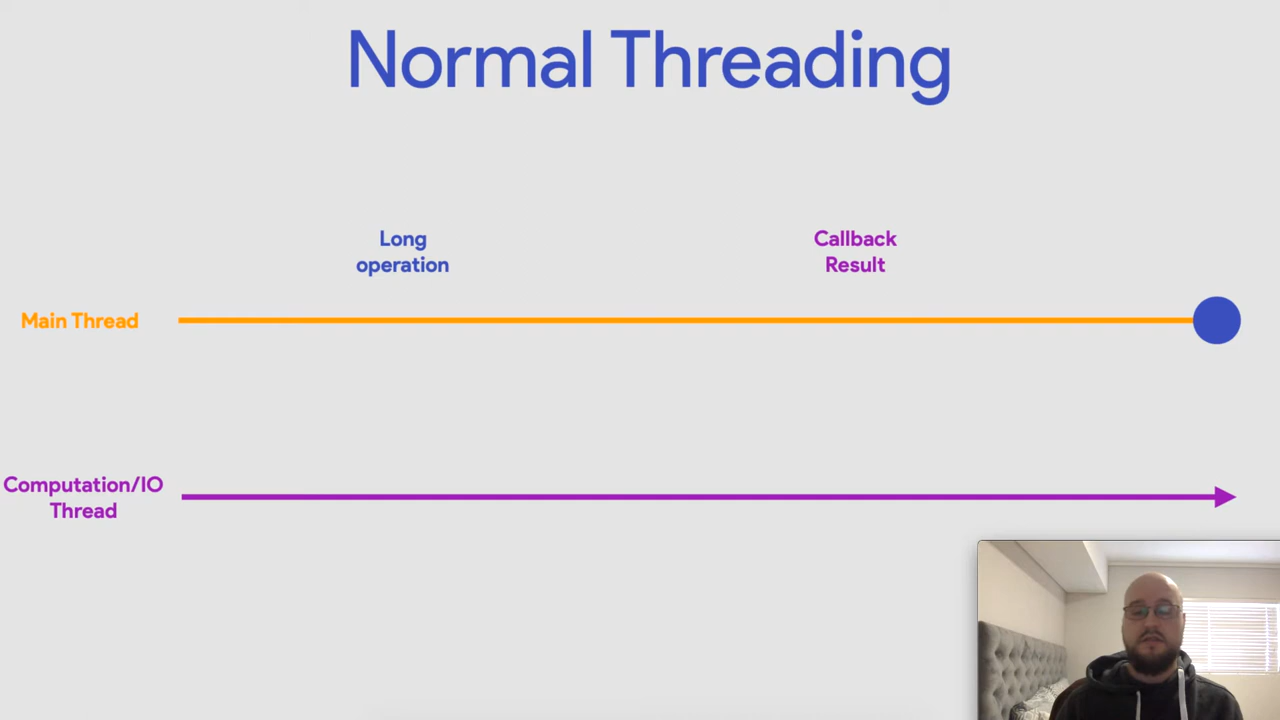 Normal Threading
Long
operation
Callback
Result
Main Thread
Computation/IO
Thread